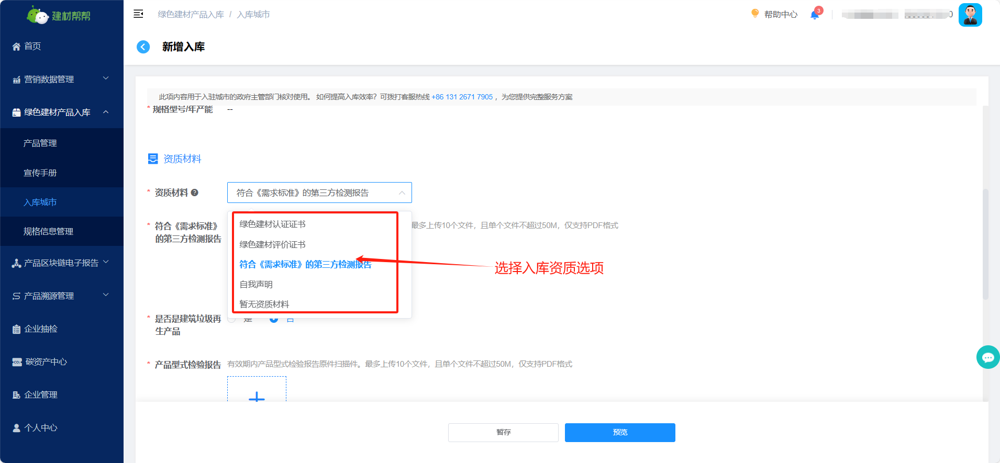 建材帮帮
绿色建材产品入库 / 入库城市
帮助中心
3
0
首页
新增入库
营销数据管理
绿色建材产品入库
产品管理
宣传手册
入库城市
规格信息管理
产品区块链电子报告
产品溯源管理
企业抽检
碳资产中心
企业管理
个人中心
此项内容用于入驻城市的政府主管部门核对使用。 如何提高入库效率？可拨打客服热线 +86 131 2671 7905 ，为您提供完整服务方案
* 规格型号/年产能 --
资质材料
* 资质材料 ? 符合《需求标准》的第三方检测报告
* 符合《需求标准》
的第三方检测报告
最多上传10个文件，且单个文件不超过50M，仅支持PDF格式
绿色建材认证证书
绿色建材评价证书
符合《需求标准》的第三方检测报告
自我声明
暂无资质材料
选择入库资质选项
* 是否是建筑垃圾再
生产品
是 否
* 产品型式检验报告 有效期内产品型式检验报告原件扫描件。最多上传10个文件，且单个文件不超过50M，仅支持PDF格式
暂存
预览